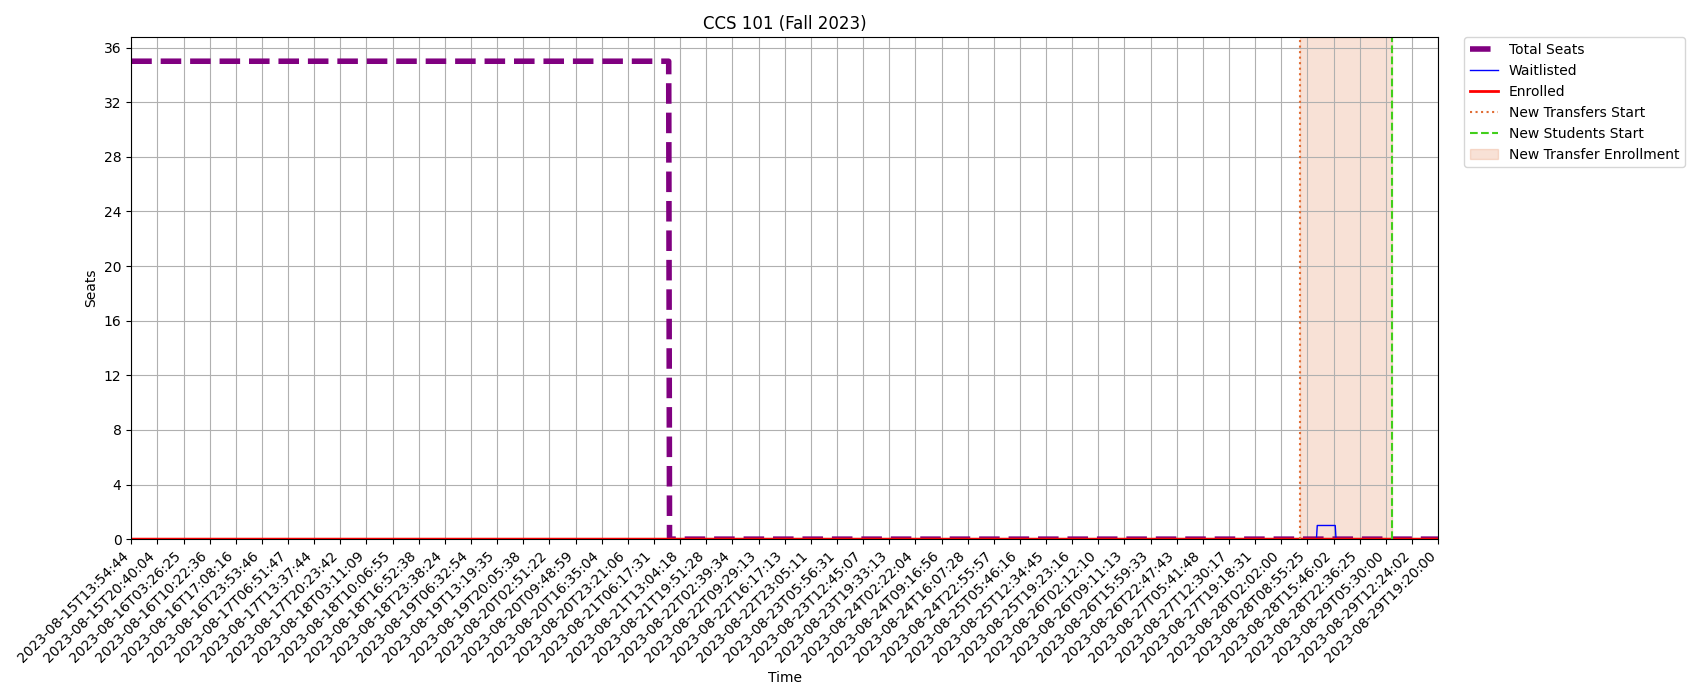 CCS 101 (Fall 2023)
36
32
28
24
20
16
12
8
4
0
Seats
2023-08-15T13:54:44
2023-08-15T20:40:04
2023-08-16T03:26:25
2023-08-16T10:22:36
2023-08-16T17:08:16
2023-08-16T23:53:46
2023-08-17T06:51:47
2023-08-17T13:37:44
2023-08-17T20:23:42
2023-08-18T03:11:09
2023-08-18T10:06:55
2023-08-18T16:52:38
2023-08-18T23:38:24
2023-08-19T06:32:54
2023-08-19T13:19:35
2023-08-19T20:05:38
2023-08-20T02:51:22
2023-08-20T09:48:59
2023-08-20T16:35:04
2023-08-20T23:21:06
2023-08-21T06:17:31
2023-08-21T13:04:18
2023-08-21T19:51:28
2023-08-22T02:39:34
2023-08-22T09:29:13
2023-08-22T16:17:13
2023-08-22T23:05:11
2023-08-23T05:56:31
2023-08-23T12:45:07
2023-08-23T19:33:13
2023-08-24T02:22:04
2023-08-24T09:16:56
2023-08-24T16:07:28
2023-08-24T22:55:57
2023-08-25T05:46:16
2023-08-25T12:34:45
2023-08-25T19:23:16
2023-08-26T02:12:10
2023-08-26T09:11:13
2023-08-26T15:59:33
2023-08-26T22:47:43
2023-08-27T05:41:48
2023-08-27T12:30:17
2023-08-27T19:18:31
2023-08-28T02:02:00
2023-08-28T08:55:25
2023-08-28T15:46:02
2023-08-28T22:36:25
2023-08-29T05:30:00
2023-08-29T12:24:02
2023-08-29T19:20:00
Time
Total Seats
Waitlisted
Enrolled
New Transfers Start
New Students Start
New Transfer Enrollment